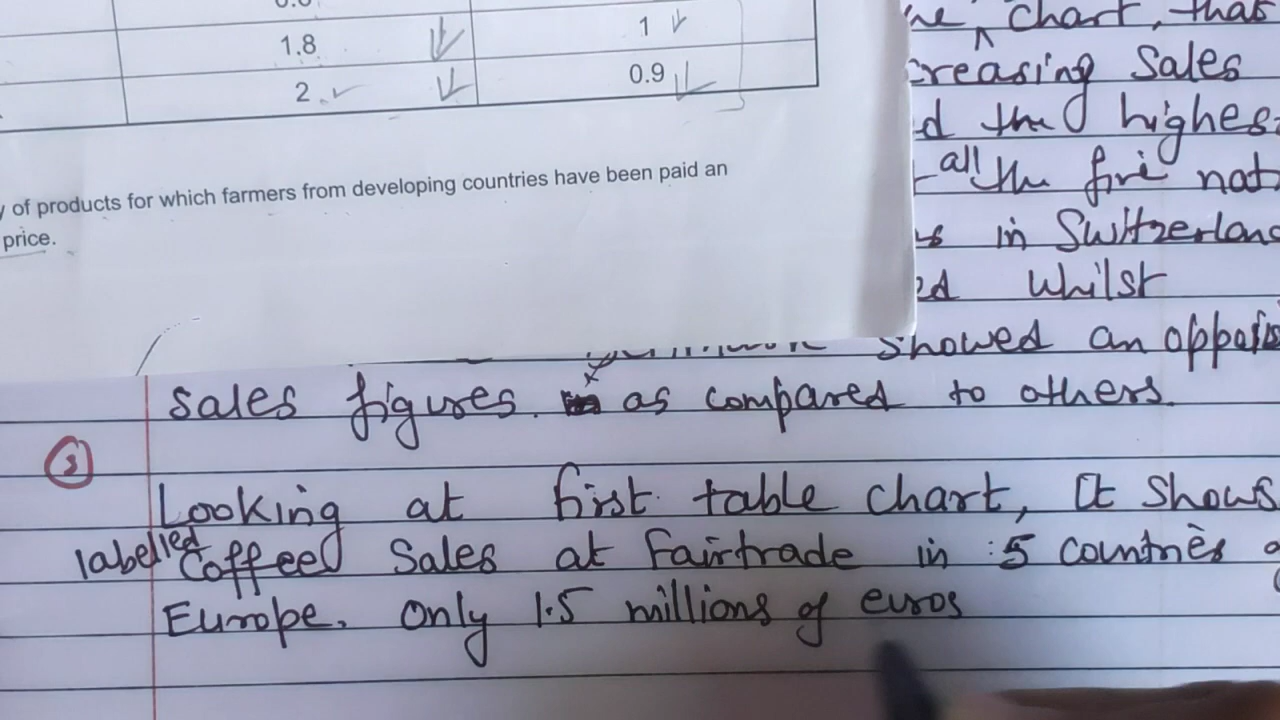 1.8 1
2 0.9
of products for which farmers from developing countries have been paid an
price.
chart, that
creasing Sales
the highes
all the five nat
in Switzerland
whilst
showed an opposi
sales figures. as compared to others.
3
Looking at first table chart, It shows
labelled Coffee Sales at Fairtrade in 5 countries
Europe. Only 1.5 millions of euros